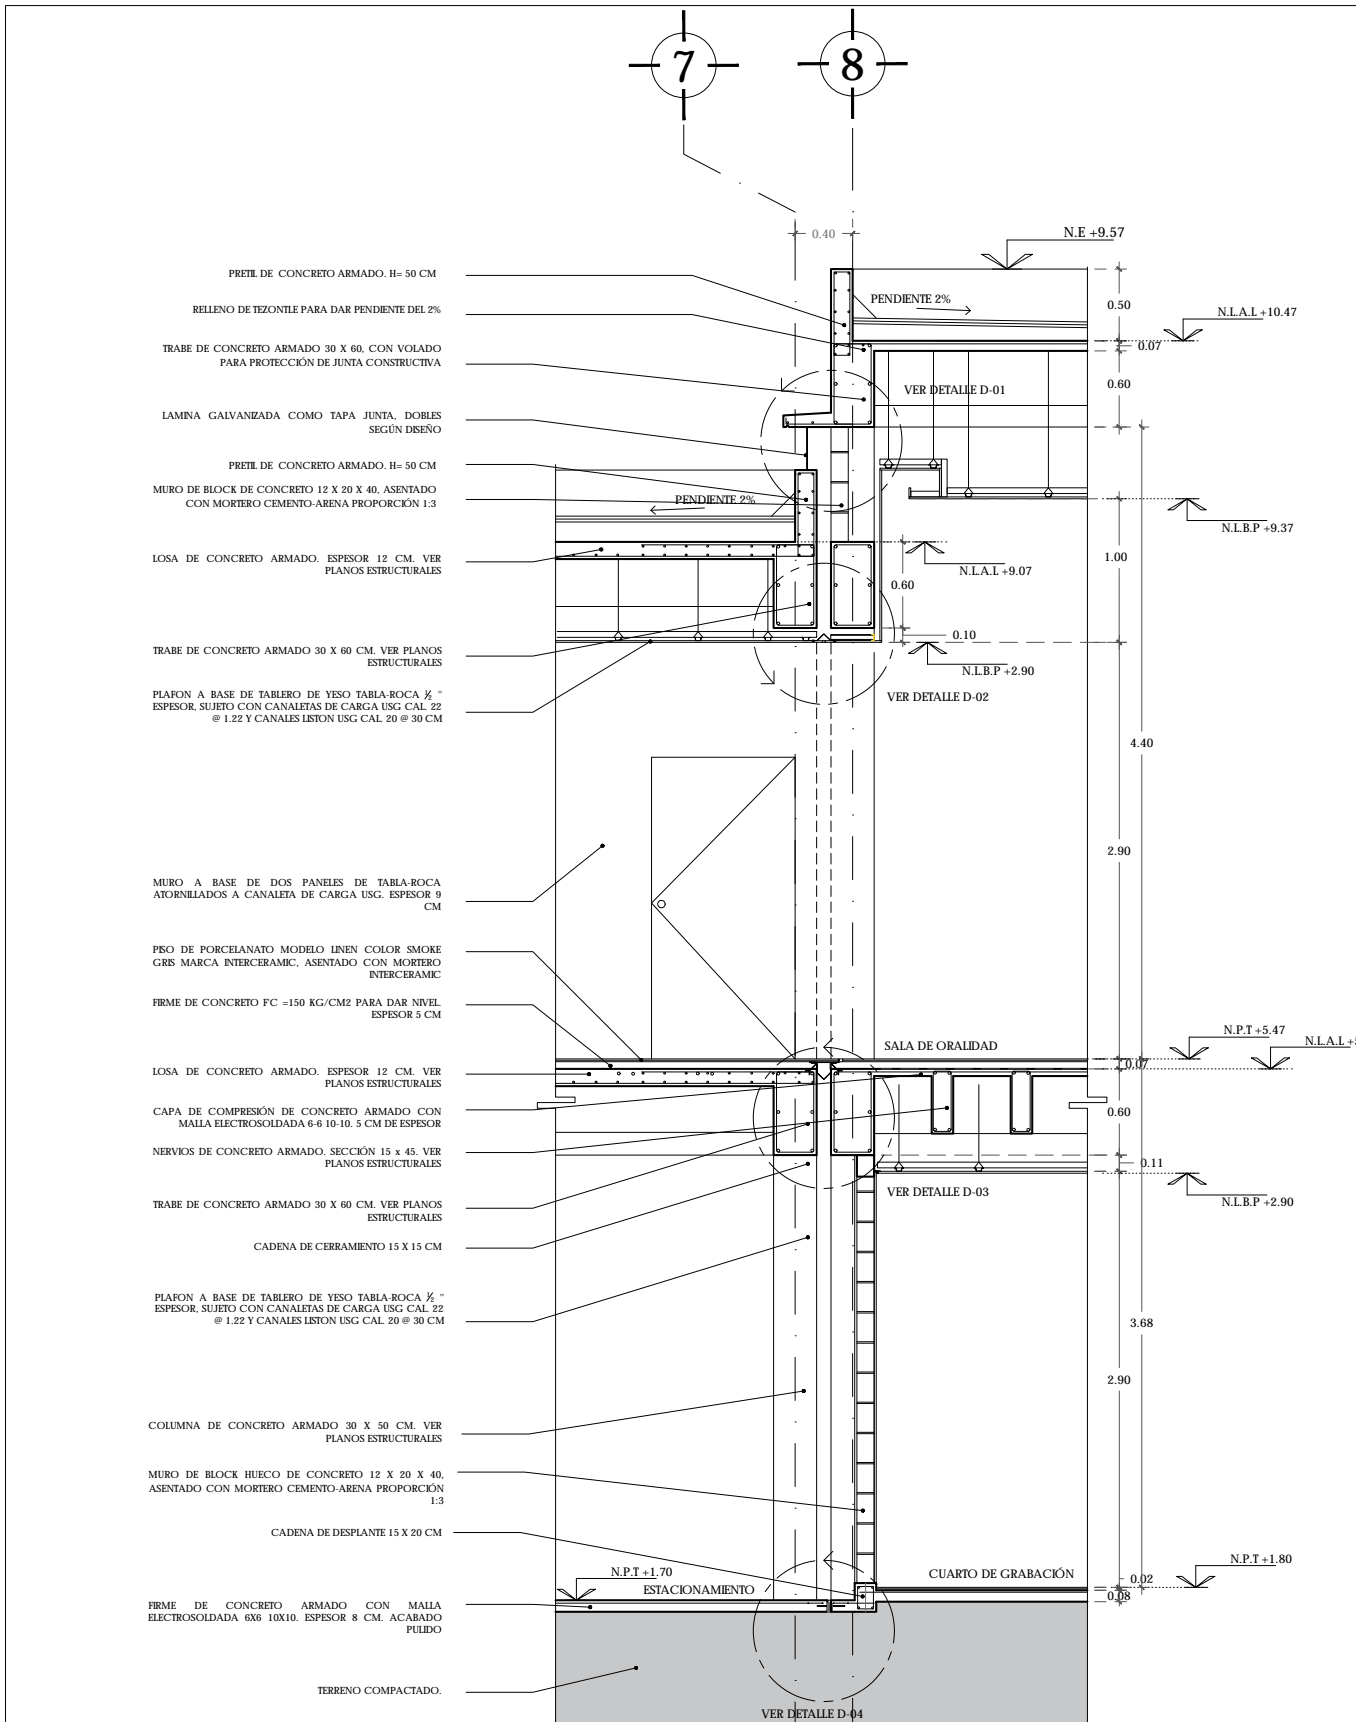 7
8
0.40
N.E +9.57
PRETIL DE CONCRETO ARMADO. H= 50 CM
PENDIENTE 2%
0.50
RELLENO DE TEZONTLE PARA DAR PENDIENTE DEL 2%
N.L.A.L +10.47
0.07
TRABE DE CONCRETO ARMADO 30 X 60, CON VOLADO
PARA PROTECCIÓN DE JUNTA CONSTRUCTIVA
0.60
VER DETALLE D-01
LAMINA GALVANIZADA COMO TAPA JUNTA, DOBLES
SEGÚN DISEÑO
PRETIL DE CONCRETO ARMADO. H= 50 CM
MURO DE BLOCK DE CONCRETO 12 X 20 X 40, ASENTADO
CON MORTERO CEMENTO-ARENA PROPORCIÓN 1:3
PENDIENTE 2%
N.L.B.P +9.37
LOSA DE CONCRETO ARMADO. ESPESOR 12 CM. VER
PLANOS ESTRUCTURALES
1.00
N.L.A.L +9.07
0.60
0.10
TRABE DE CONCRETO ARMADO 30 X 60 CM. VER PLANOS
ESTRUCTURALES
N.L.B.P +2.90
PLAFON A BASE DE TABLERO DE YESO TABLA-ROCA ½ "
ESPESOR, SUJETO CON CANALETAS DE CARGA USG CAL. 22
@ 1.22 Y CANALES LISTON USG CAL. 20 @ 30 CM
VER DETALLE D-02
4.40
2.90
MURO A BASE DE DOS PANELES DE TABLA-ROCA
ATORNILLADOS A CANALETA DE CARGA USG. ESPESOR 9
CM
PISO DE PORCELANATO MODELO LINEN COLOR SMOKE
GRIS MARCA INTERCERAMIC, ASENTADO CON MORTERO
INTERCERAMIC
FIRME DE CONCRETO F'C =150 KG/CM2 PARA DAR NIVEL.
ESPESOR 5 CM
SALA DE ORALIDAD
N.P.T +5.47
N.L.A.L +5
0.07
LOSA DE CONCRETO ARMADO. ESPESOR 12 CM. VER
PLANOS ESTRUCTURALES
CAPA DE COMPRESIÓN DE CONCRETO ARMADO CON
MALLA ELECTROSOLDADA 6-6 10-10. 5 CM DE ESPESOR
0.60
NERVIOS DE CONCRETO ARMADO. SECCIÓN 15 x 45. VER
PLANOS ESTRUCTURALES
0.11
VER DETALLE D-03
N.L.B.P +2.90
TRABE DE CONCRETO ARMADO 30 X 60 CM. VER PLANOS
ESTRUCTURALES
CADENA DE CERRAMIENTO 15 X 15 CM
PLAFON A BASE DE TABLERO DE YESO TABLA-ROCA ½ "
ESPESOR, SUJETO CON CANALETAS DE CARGA USG CAL. 22
@ 1.22 Y CANALES LISTON USG CAL. 20 @ 30 CM
3.68
2.90
COLUMNA DE CONCRETO ARMADO 30 X 50 CM. VER
PLANOS ESTRUCTURALES
MURO DE BLOCK HUECO DE CONCRETO 12 X 20 X 40,
ASENTADO CON MORTERO CEMENTO-ARENA PROPORCIÓN
1:3
CADENA DE DESPLANTE 15 X 20 CM
N.P.T +1.70
ESTACIONAMIENTO
CUARTO DE GRABACIÓN
N.P.T +1.80
0.02
0.08
FIRME DE CONCRETO ARMADO CON MALLA
ELECTROSOLDADA 6X6 10X10. ESPESOR 8 CM. ACABADO
PULIDO
TERRENO COMPACTADO.
VER DETALLE D-04